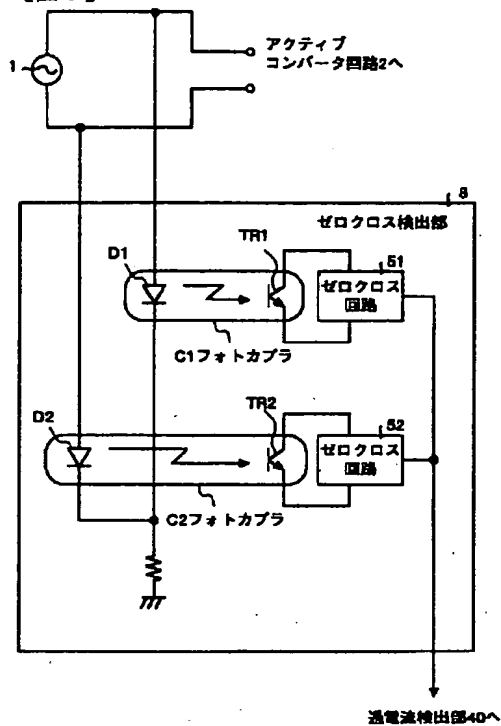 1
アクティブ
コンバータ回路2へ
8
ゼロクロス検出部
D1
TR1
51
ゼロクロス
回路
C1フォトカプラ
D2
TR2
52
ゼロクロス
回路
C2フォトカプラ
過電流検出部40へ